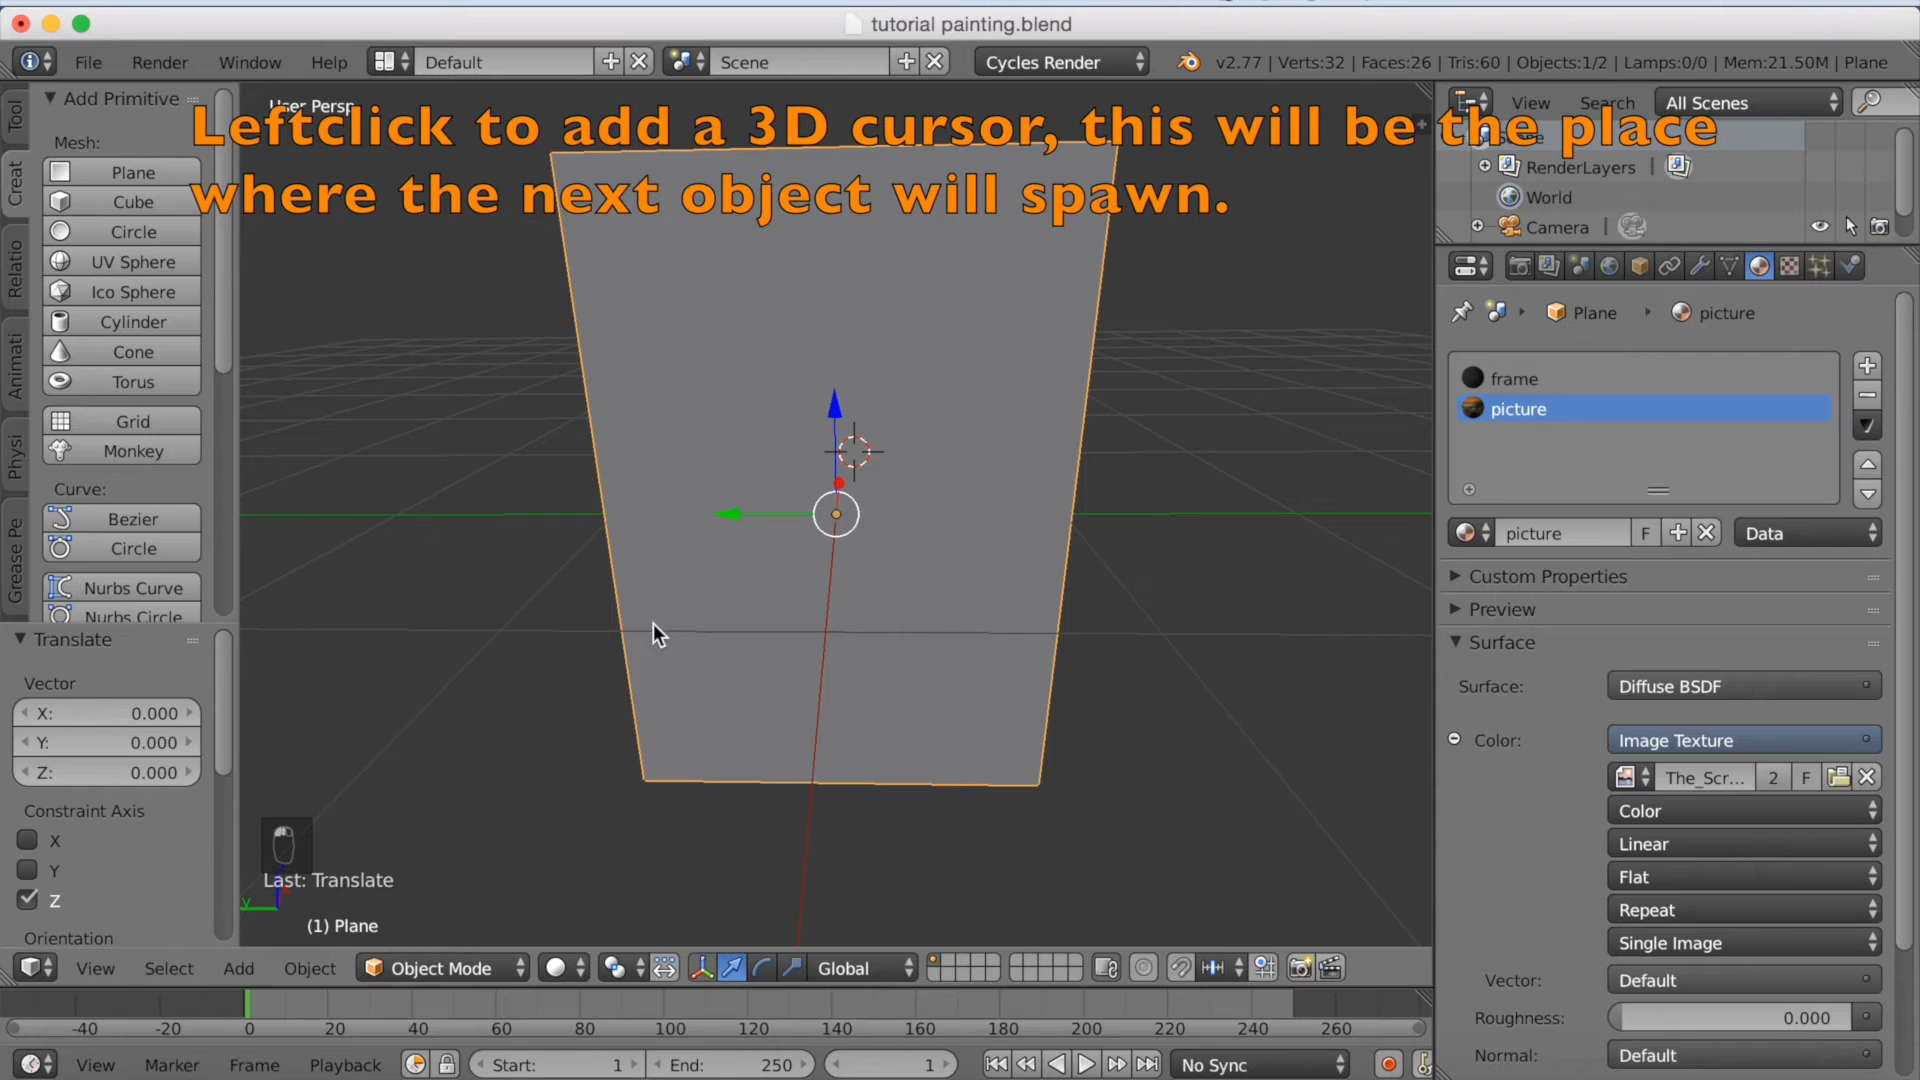 tutorial painting.blend
File Render Window Help Default Scene Cycles Render v2.77 | Verts:32 | Faces:26 | Tris:60 | Objects:1/2 | Lamps:0/0 | Mem:21.50M | Plane
Leftclick to add a 3D cursor, this will be the place
where the next object will spawn.
User Persp
Tool
Creat
Relatio
Animati
Physi
Grease Pe
Add Primitive
Mesh:
Plane
Cube
Circle
UV Sphere
Ico Sphere
Cylinder
Cone
Torus
Grid
Monkey
Curve:
Bezier
Circle
Nurbs Curve
Nurbs Circle
Translate
Vector
X: 0.000
Y: 0.000
Z: 0.000
Constraint Axis
X
Y
Z
Orientation
Last: Translate
y
(1) Plane
View Search All Scenes
RenderLayers
World
Camera
Plane picture
frame
picture
picture F Data
Custom Properties
Preview
Surface
Surface: Diffuse BSDF
Color: Image Texture
The_Scr... 2 F
Color
Linear
Flat
Repeat
Single Image
Vector: Default
Roughness: 0.000
Normal: Default
View Select Add Object Object Mode Global
-40 -20 0 20 40 60 80 100 120 140 160 180 200 220 240 260
View Marker Frame Playback Start: 1 End: 250 1 No Sync